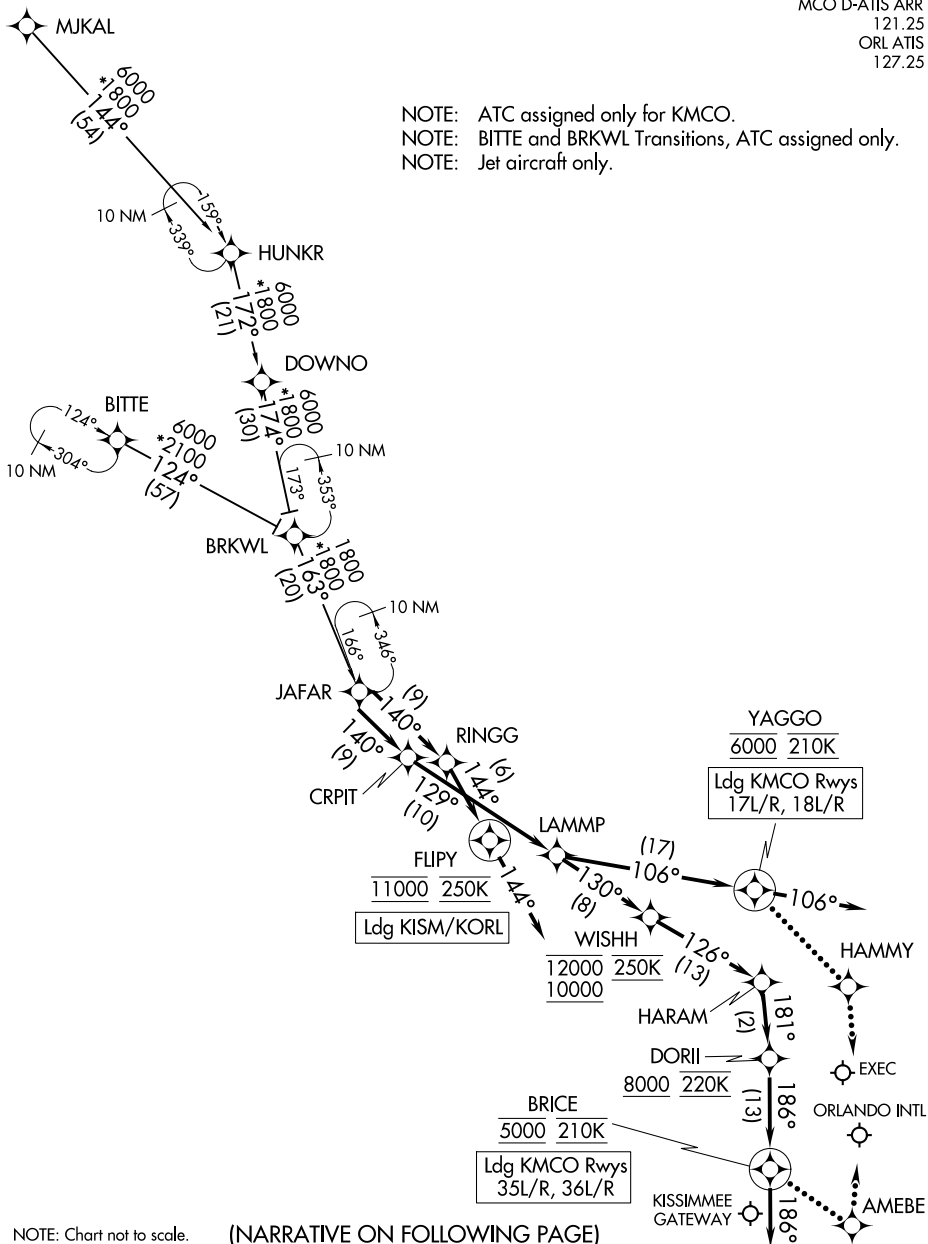 MCO D-ATIS ARR
121.25
ORL ATIS
127.25
MJKAL
6000
*1800
144°
(54)
NOTE: ATC assigned only for KMCO.
NOTE: BITTE and BRKWL Transitions, ATC assigned only.
NOTE: Jet aircraft only.
10 NM
159°
339°
HUNKR
6000
*1800
172°
(21)
DOWNO
6000
*1800
174°
(30)
BITTE
124°
304°
10 NM
6000
*2100
124°
(57)
10 NM
173°
353°
BRKWL
1800
*1800
163°
(20)
10 NM
166°
346°
JAFAR
(9)
140°
140°
(9)
RINGG
(6)
144°
CRPIT
129°
(10)
YAGGO
6000 210K
Ldg KMCO Rwys
17L/R, 18L/R
LAMMP
(17)
106°
106°
FLIPY
11000 250K
Ldg KISM/KORL
144°
130°
(8)
WISHH
12000 250K
10000
126°
(13)
HAMMY
HARAM
181°
(2)
DORII
8000 220K
EXEC
186°
(13)
BRICE
5000 210K
Ldg KMCO Rwys
35L/R, 36L/R
ORLANDO INTL
KISSIMMEE
GATEWAY
186°
AMEBE
NOTE: Chart not to scale.
(NARRATIVE ON FOLLOWING PAGE)